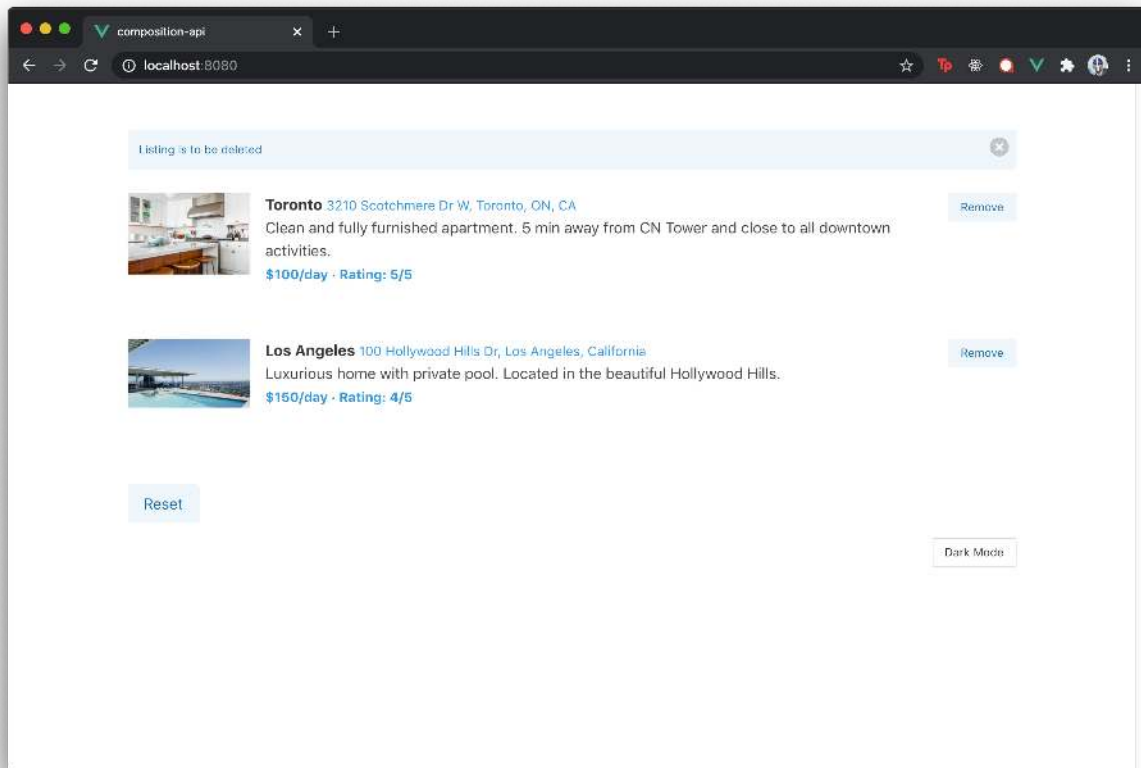 composition-api
localhost:8080
Tp
Listing is to be deleted
Toronto 3210 Scotchmere Dr W, Toronto, ON, CA
Remove
Clean and fully furnished apartment. 5 min away from CN Tower and close to all downtown
activities.
$100/day · Rating: 5/5
Los Angeles 100 Hollywood Hills Dr, Los Angeles, California
Remove
Luxurious home with private pool. Located in the beautiful Hollywood Hills.
$150/day · Rating: 4/5
Reset
Dark Mode